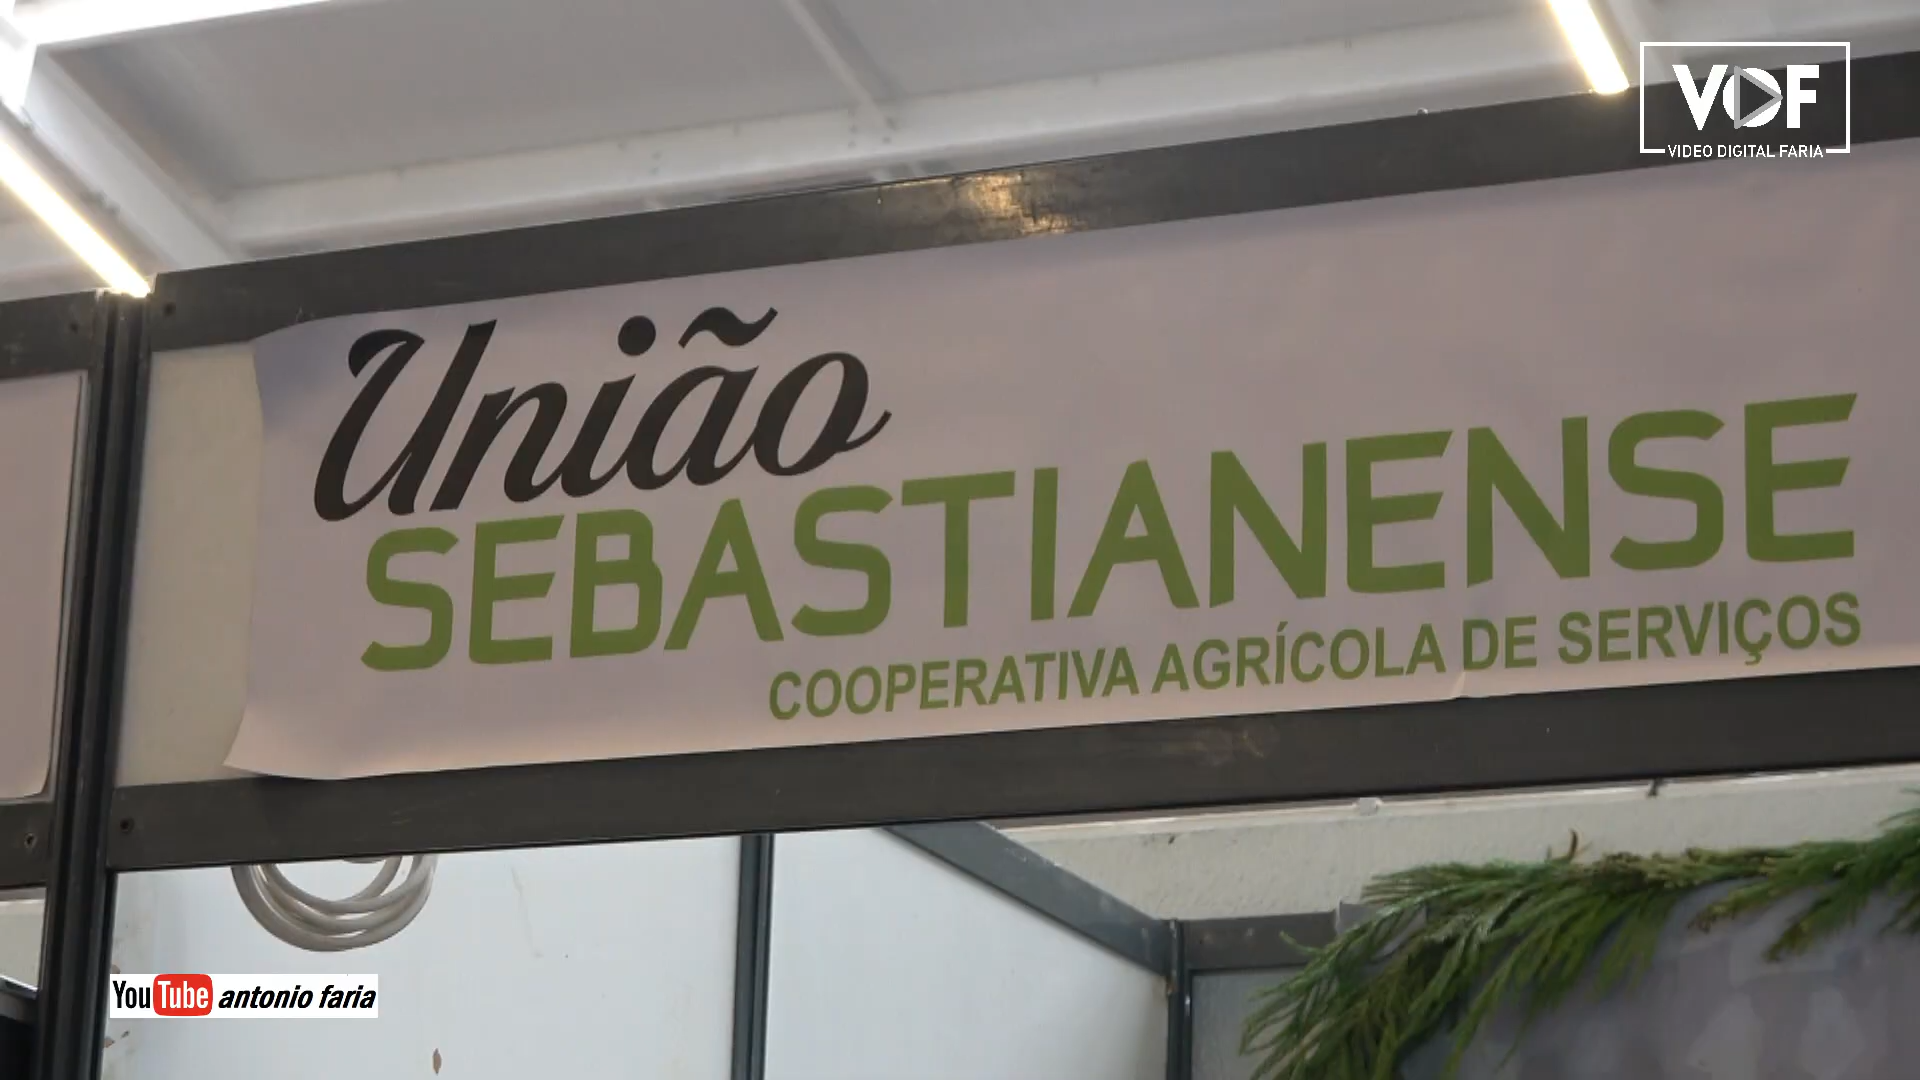 VDF
VIDEO DIGITAL FARIA
União
SEBASTIANENSE
COOPERATIVA AGRÍCOLA DE SERVIÇOS
YouTube antonio faria